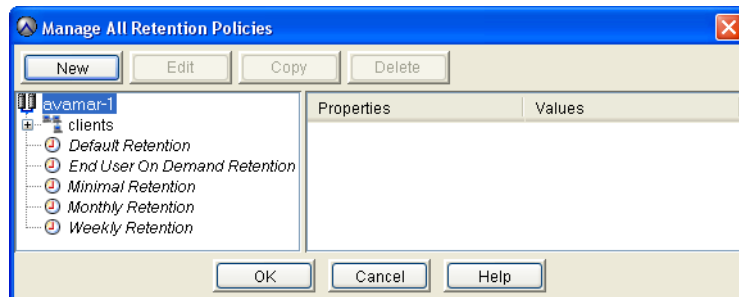 Manage All Retention Policies
New Edit Copy Delete
avamar-1
clients
Default Retention
End User On Demand Retention
Minimal Retention
Monthly Retention
Weekly Retention
Properties Values
OK Cancel Help